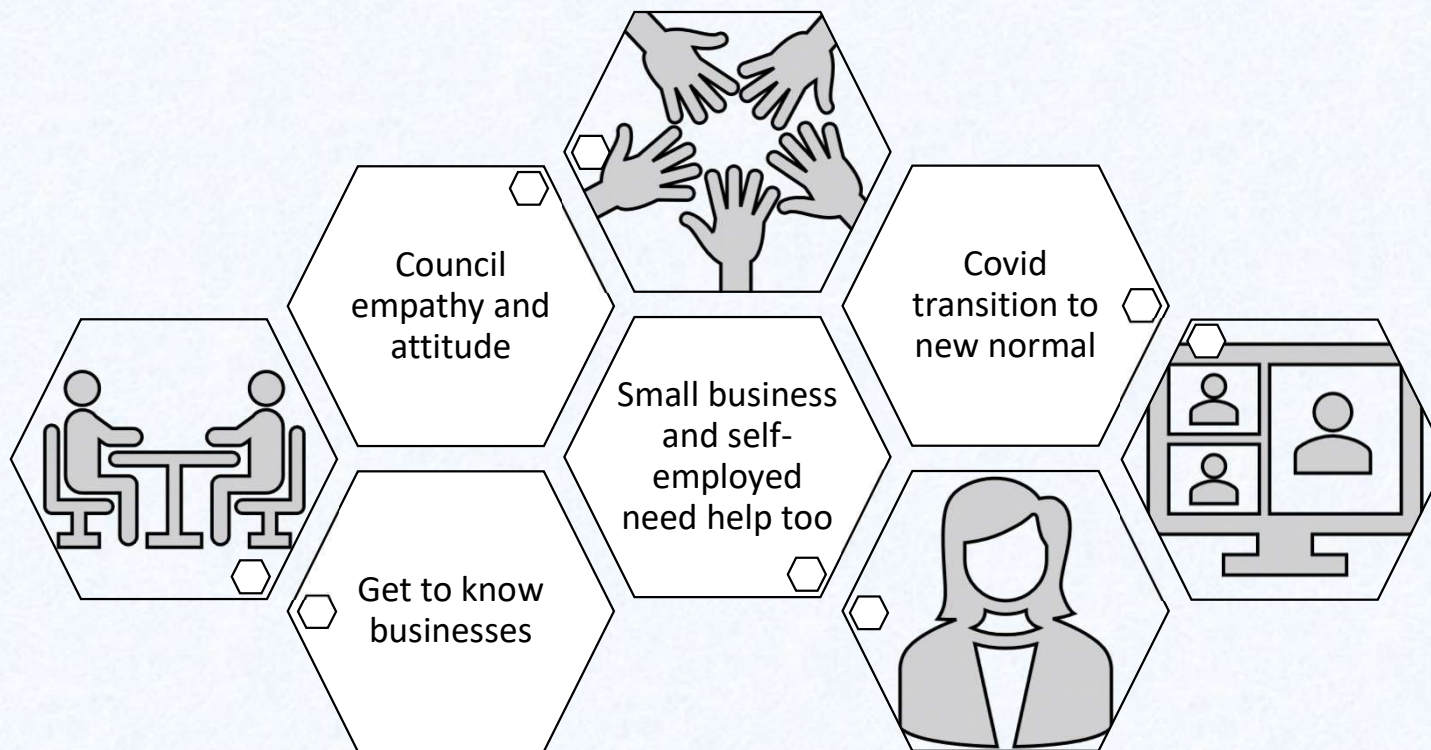 Council
empathy and
attitude
Covid
transition to
new normal
Small business
and self-
employed
need help too
Get to know
businesses